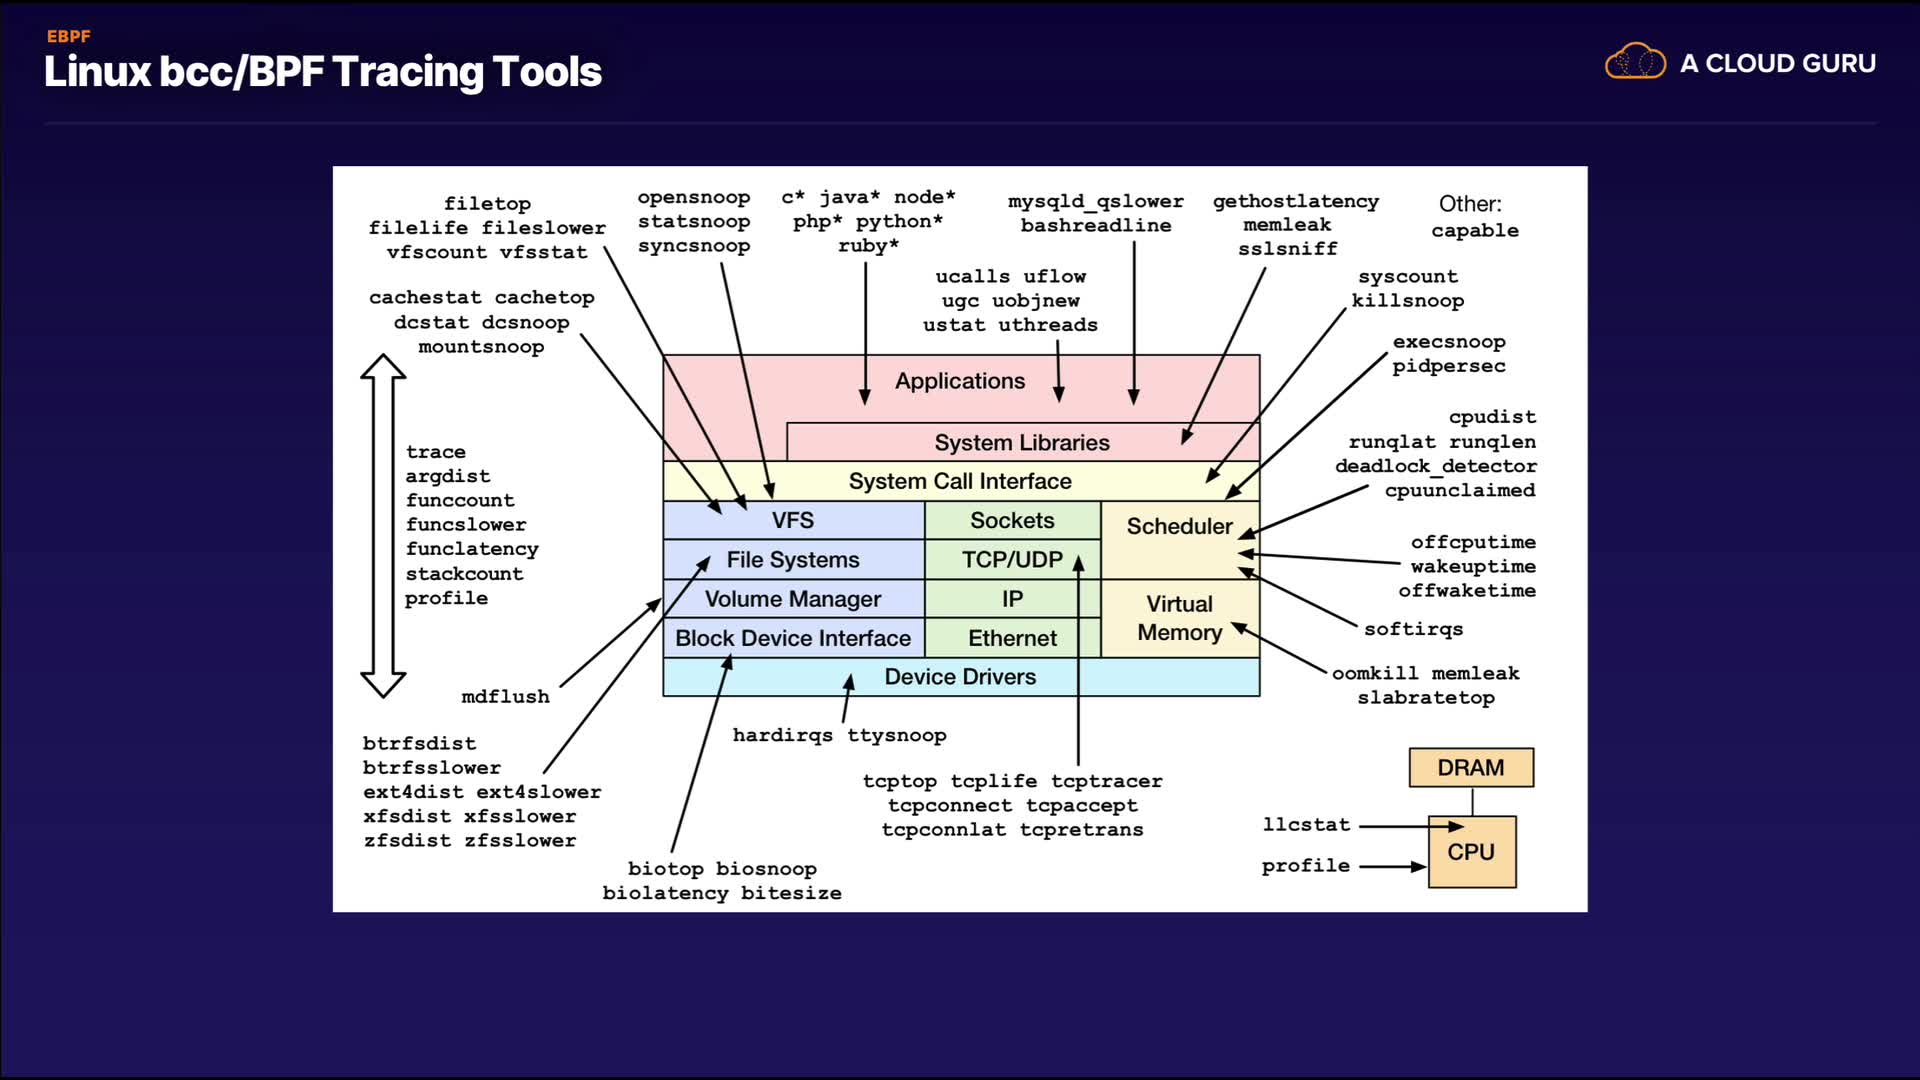 EBPF
Linux bcc/BPF Tracing Tools
A CLOUD GURU
filetop
filelife fileslower
vfscount vfsstat
opensnoop
statsnoop
syncsnoop
c* java* node*
php* python*
ruby*
mysqld_qslower
bashreadline
gethostlatency
memleak
sslsniff
Other:
capable
cachestat cachetop
dcstat dcsnoop
mountsnoop
ucalls uflow
ugc uobjnew
ustat uthreads
syscount
killsnoop
execsnoop
pidpersec
trace
argdist
funccount
funcslower
funclatency
stackcount
profile
Applications
System Libraries
System Call Interface
VFS
Sockets
Scheduler
File Systems
TCP/UDP
Volume Manager
IP
Virtual
Memory
Block Device Interface
Ethernet
Device Drivers
cpudist
runqlat runqlen
deadlock_detector
cpuunclaimed
offcputime
wakeuptime
offwaketime
softirqs
oomkill memleak
slabratetop
mdflush
hardirqs ttysnoop
btrfsdist
btrfsslower
ext4dist ext4slower
xfsdist xfsslower
zfsdist zfsslower
tcptop tcplife tcptracer
tcpconnect tcpaccept
tcpconnlat tcpretrans
biotop biosnoop
biolatency bitesize
DRAM
llcstat
CPU
profile